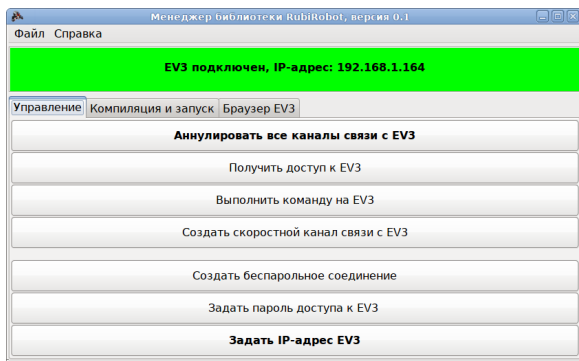 Менеджер библиотеки RubiRobot, версия 0.1
Файл Справка
EV3 подключен, IP-адрес: 192.168.1.164
Управление Компиляция и запуск Браузер EV3
Аннулировать все каналы связи с EV3
Получить доступ к EV3
Выполнить команду на EV3
Создать скоростной канал связи с EV3
Создать беспарольное соединение
Задать пароль доступа к EV3
Задать IP-адрес EV3